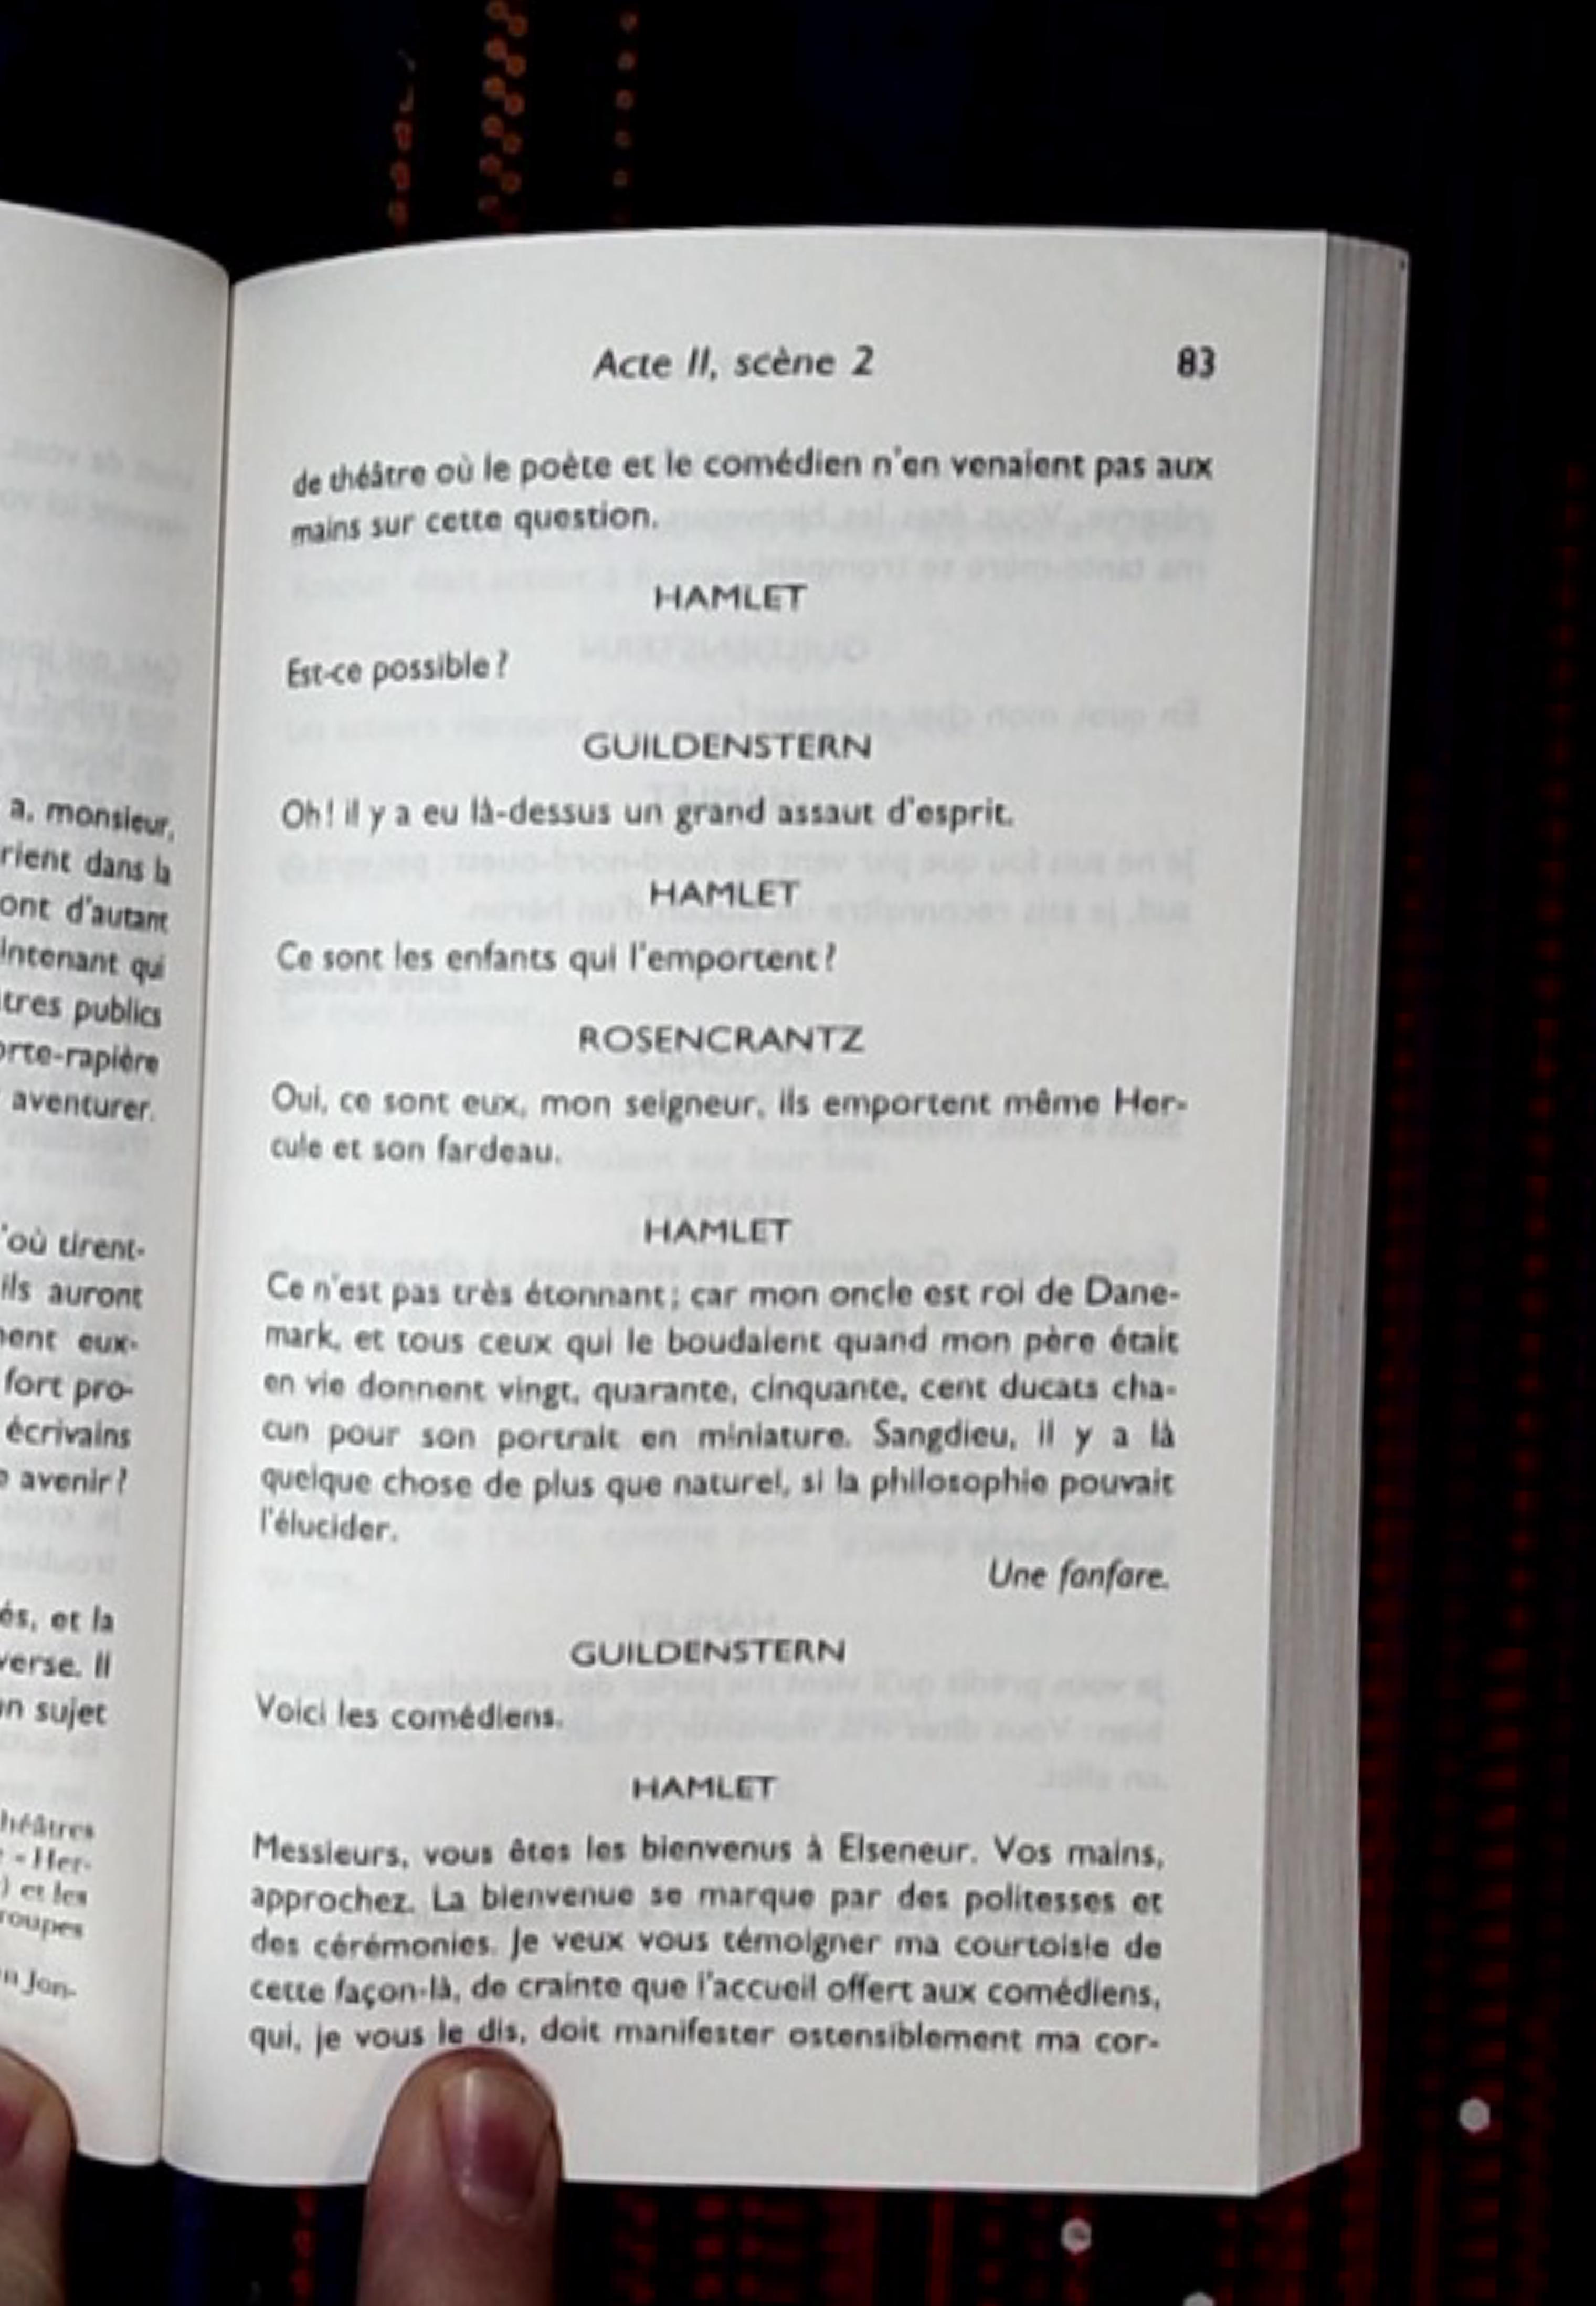 a, monsieur,
rient dans la
ont d'autant
intenant qui
tres publics
orte-rapière
aventurer.
'où tirent-
ils auront
ment eux-
fort pro-
écrivains
avenir ?
és, et la
verse. Il
un sujet
héâtres
« Her-
) et les
roupes
n Jon-
Acte II, scène 2 83
de théâtre où le poète et le comédien n'en venaient pas aux
mains sur cette question.
HAMLET
Est-ce possible ?
GUILDENSTERN
Oh ! il y a eu là-dessus un grand assaut d'esprit.
HAMLET
Ce sont les enfants qui l'emportent ?
ROSENCRANTZ
Oui, ce sont eux, mon seigneur, ils emportent même Her-
cule et son fardeau.
HAMLET
Ce n'est pas très étonnant ; car mon oncle est roi de Dane-
mark, et tous ceux qui le boudaient quand mon père était
en vie donnent vingt, quarante, cinquante, cent ducats cha-
cun pour son portrait en miniature. Sangdieu, il y a là
quelque chose de plus que naturel, si la philosophie pouvait
l'élucider.
Une fanfare.
GUILDENSTERN
Voici les comédiens.
HAMLET
Messieurs, vous êtes les bienvenus à Elseneur. Vos mains,
approchez. La bienvenue se marque par des politesses et
des cérémonies. Je veux vous témoigner ma courtoisie de
cette façon-là, de crainte que l'accueil offert aux comédiens,
qui, je vous le dis, doit manifester ostensiblement ma cor-